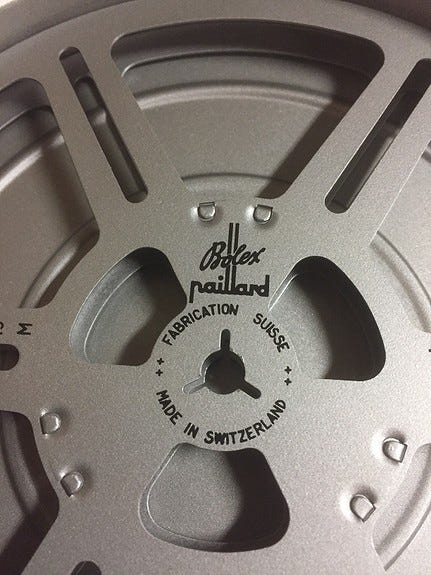 Bolex
paillard
FABRICATION SUISSE
++ ++
MADE IN SWITZERLAND
M